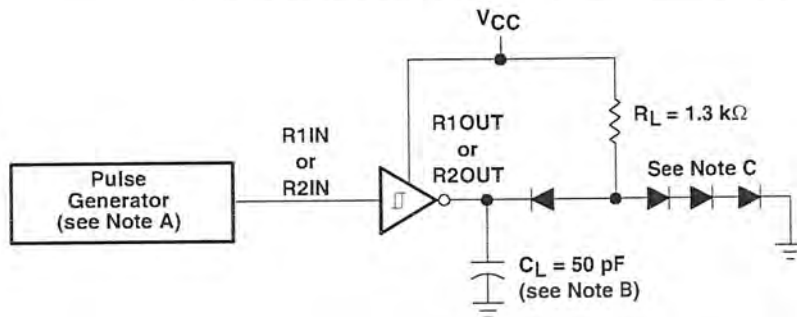 VCC
RL = 1.3 kΩ
R1IN
or
R2IN
R1OUT
or
R2OUT
See Note C
Pulse
Generator
(see Note A)
CL = 50 pF
(see Note B)